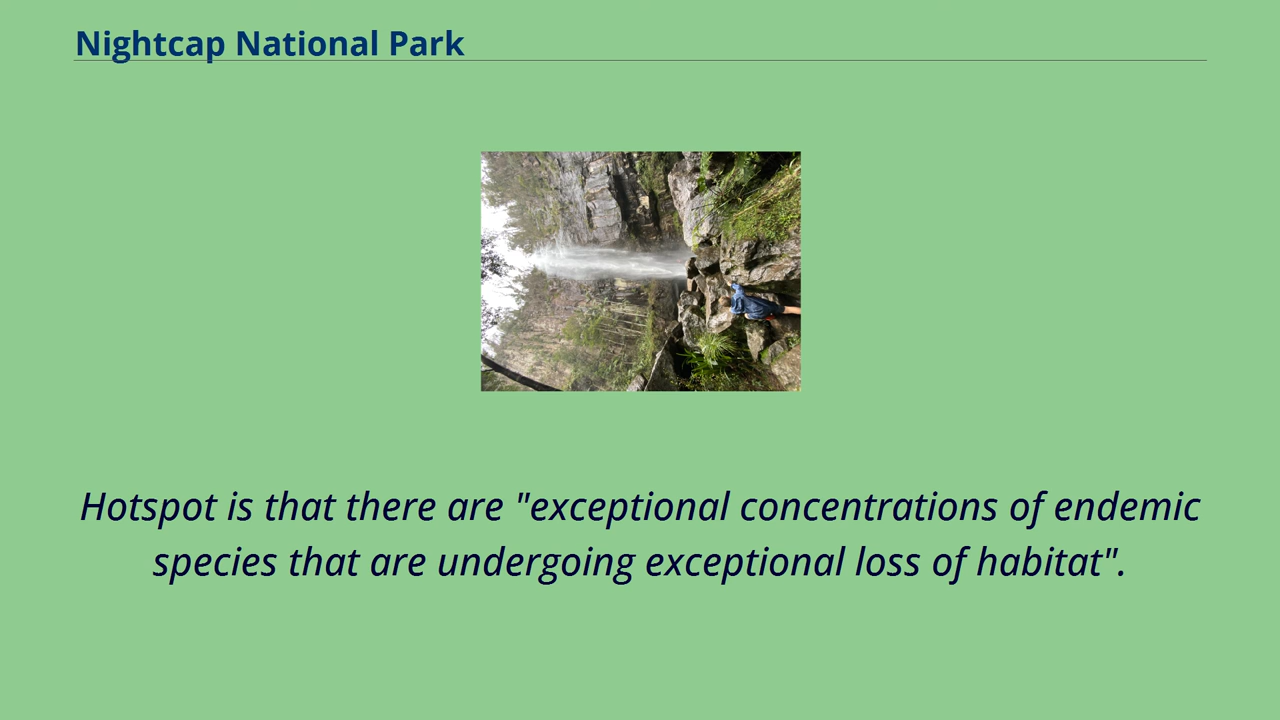 Nightcap National Park
Hotspot is that there are "exceptional concentrations of endemic
species that are undergoing exceptional loss of habitat".